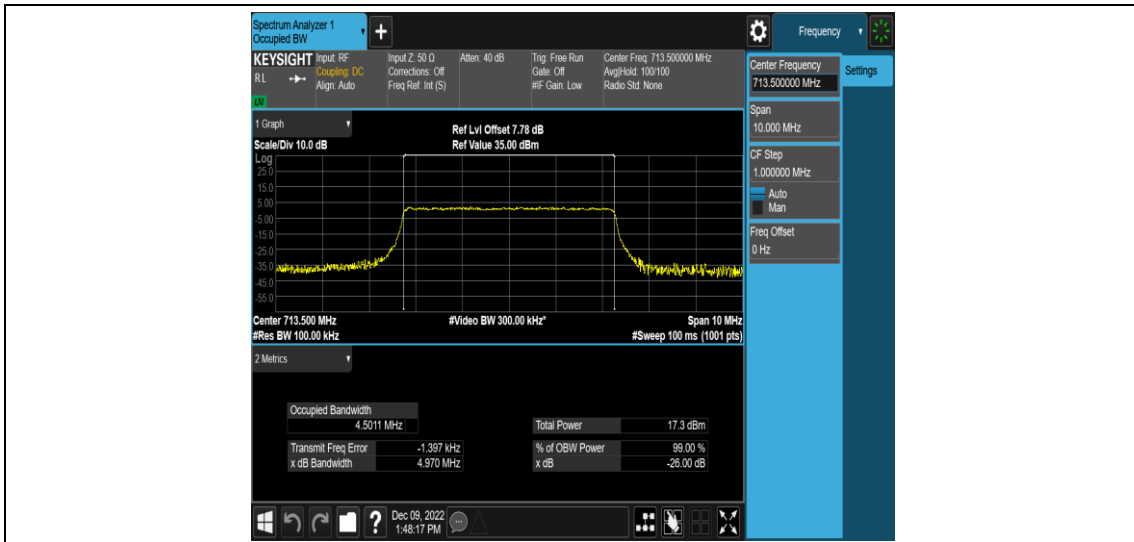 Spectrum Analyzer 1
Occupied BW
+
Frequency
KEYSIGHT Input: RF Input Z: 50 Ω Atten: 40 dB Trig: Free Run Center Freq: 713.500000 MHz
RL Coupling: DC Corrections: Off Gate: Off Avg|Hold: 100/100
Align: Auto Freq Ref: Int (S) #IF Gain: Low Radio Std: None
LXI
Center Frequency
713.500000 MHz
Settings
Span
10.000 MHz
CF Step
1.000000 MHz
Auto
Man
Freq Offset
0 Hz
1 Graph
Ref Lvl Offset 7.78 dB
Scale/Div 10.0 dB Ref Value 35.00 dBm
Log
25.0
15.0
5.00
-5.00
-15.0
-25.0
-35.0
-45.0
-55.0
Center 713.500 MHz #Video BW 300.00 kHz* Span 10 MHz
#Res BW 100.00 kHz #Sweep 100 ms (1001 pts)
2 Metrics
Occupied Bandwidth
4.5011 MHz
Total Power 17.3 dBm
Transmit Freq Error -1.397 kHz % of OBW Power 99.00 %
x dB Bandwidth 4.970 MHz x dB -26.00 dB
? Dec 09, 2022
1:48:17 PM